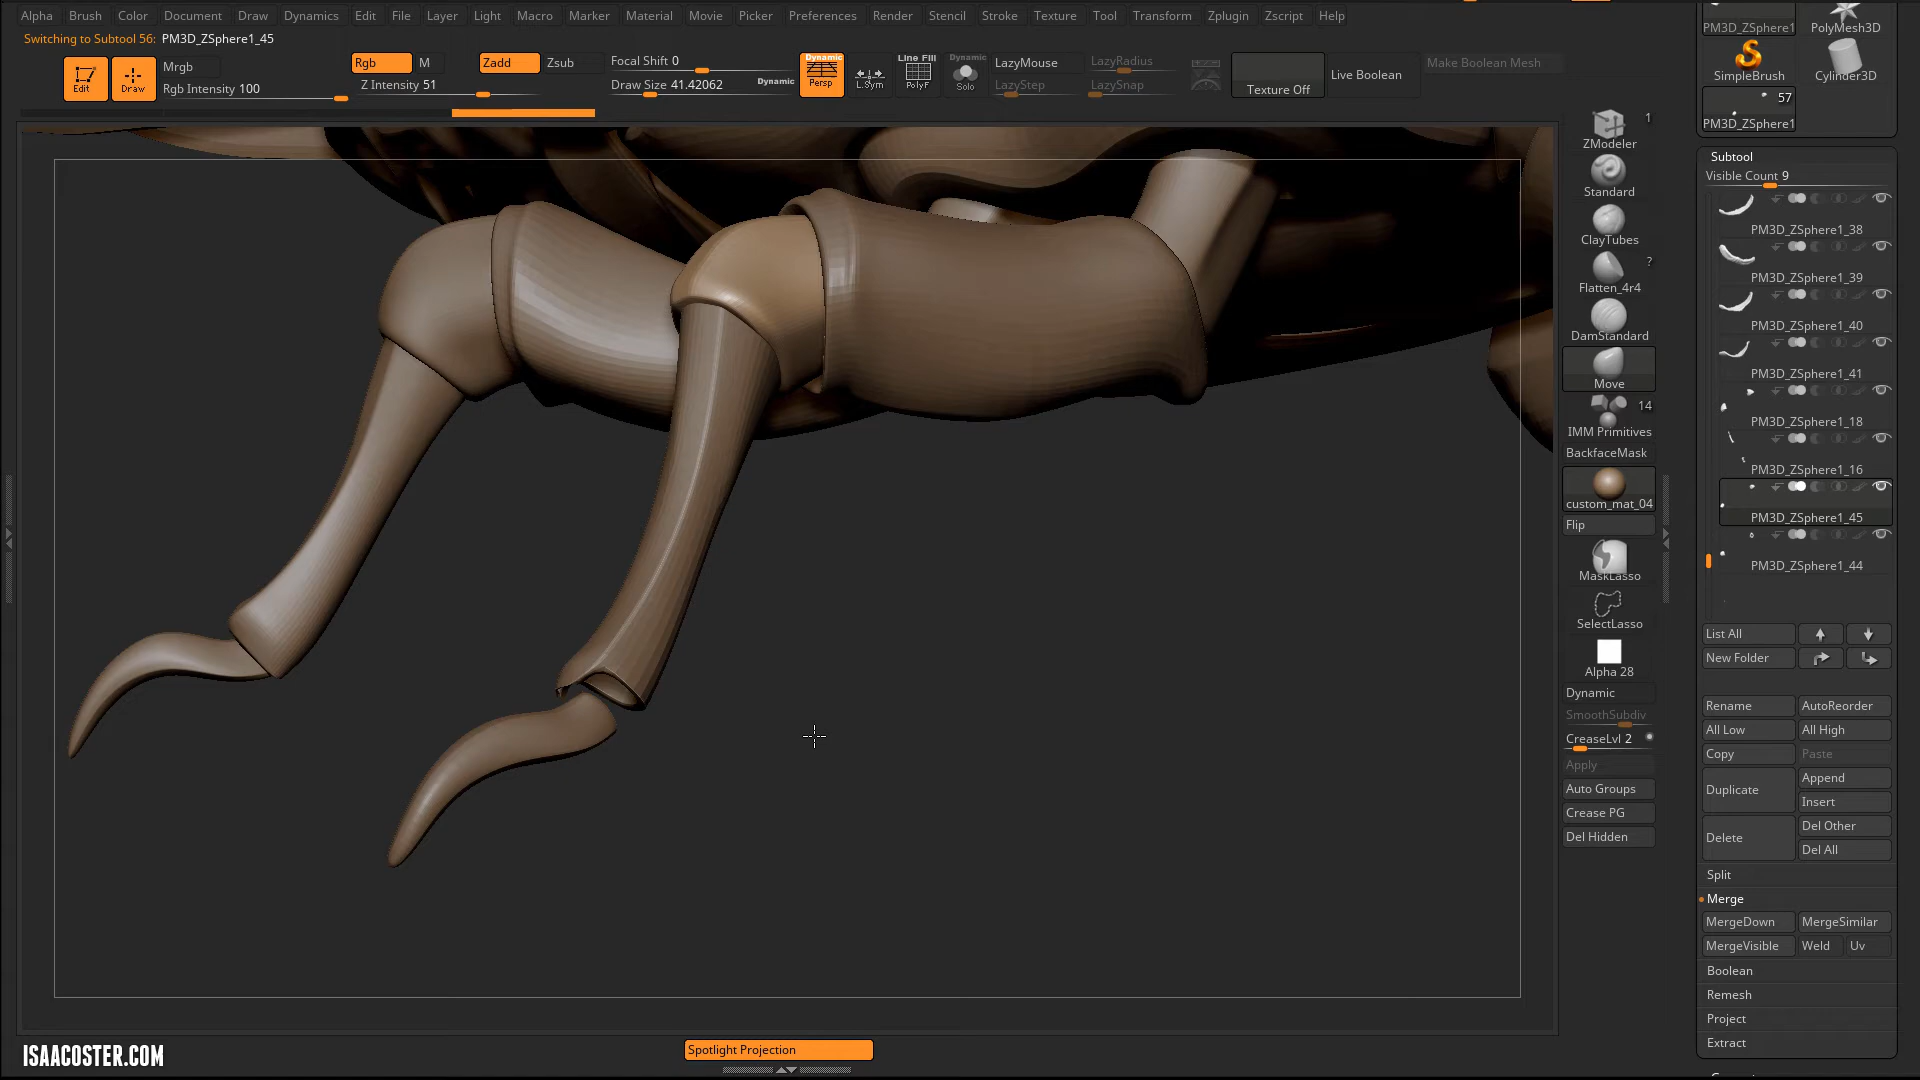 Alpha Brush Color Document Draw Dynamics Edit File Layer Light Macro Marker Material Movie Picker Preferences Render Stencil Stroke Texture Tool Transform Zplugin Zscript Help
Switching to Subtool 56: PM3D_ZSphere1_45
Edit
Draw
Mrgb
Rgb Intensity 100
Rgb
M
Zadd
Zsub
Z Intensity 51
Focal Shift 0
Draw Size 41.42062
Dynamic
Dynamic
Persp
L.Sym
Line Fill
PolyF
Dynamic
Solo
LazyMouse
LazyStep
LazyRadius
LazySnap
Texture Off
Live Boolean
Make Boolean Mesh
1
ZModeler
Standard
ClayTubes
?
Flatten_4r4
DamStandard
Move
14
IMM Primitives
BackfaceMask
custom_mat_04
Flip
MaskLasso
SelectLasso
Alpha 28
Dynamic
SmoothSubdiv
CreaseLvl 2
Apply
Auto Groups
Crease PG
Del Hidden
PM3D_ZSphere1
PolyMesh3D
SimpleBrush
Cylinder3D
57
PM3D_ZSphere1
Subtool
Visible Count 9
PM3D_ZSphere1_38
PM3D_ZSphere1_39
PM3D_ZSphere1_40
PM3D_ZSphere1_41
PM3D_ZSphere1_18
PM3D_ZSphere1_16
PM3D_ZSphere1_45
PM3D_ZSphere1_44
List All
New Folder
Rename
AutoReorder
All Low
All High
Copy
Paste
Duplicate
Append
Insert
Delete
Del Other
Del All
Split
Merge
MergeDown
MergeSimilar
MergeVisible
Weld
Uv
Boolean
Remesh
Project
Extract
ISAACOSTER.COM
Spotlight Projection